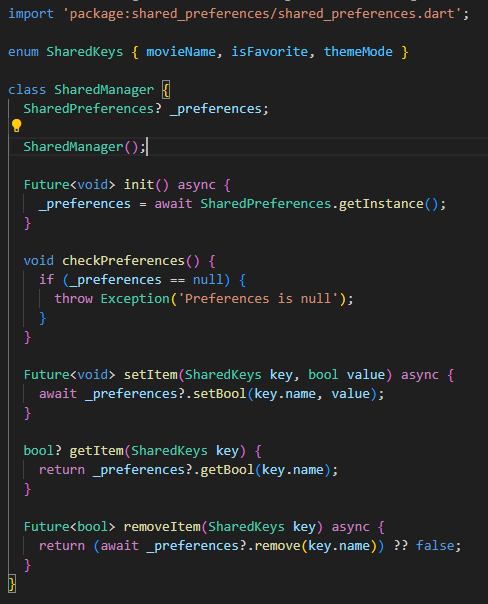 import 'package:shared_preferences/shared_preferences.dart';
enum SharedKeys { movieName, isFavorite, themeMode }
class SharedManager {
SharedPreferences? _preferences;
SharedManager();
Future<void> init() async {
_preferences = await SharedPreferences.getInstance();
}
void checkPreferences() {
if (_preferences == null) {
throw Exception('Preferences is null');
}
}
Future<void> setItem(SharedKeys key, bool value) async {
await _preferences?.setBool(key.name, value);
}
bool? getItem(SharedKeys key) {
return _preferences?.getBool(key.name);
}
Future<bool> removeItem(SharedKeys key) async {
return (await _preferences?.remove(key.name)) ?? false;
}
}